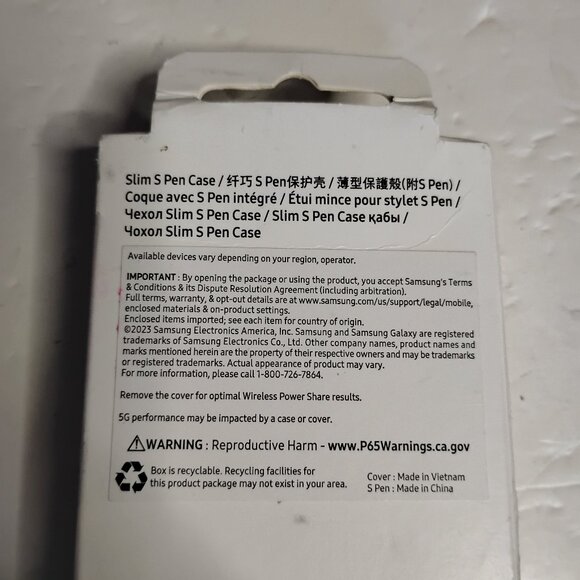 Slim S Pen Case / 纤巧 S Pen保护壳 / 薄型保護殼(附S Pen) /
Coque avec S Pen intégré / Étui mince pour stylet S Pen /
Чехол Slim S Pen Case / Slim S Pen Case қабы /
Чохол Slim S Pen Case
Available devices vary depending on your region, operator.
IMPORTANT : By opening the package or using the product, you accept Samsung's Terms
& Conditions & its Dispute Resolution Agreement (including arbitration).
Full terms, warranty, & opt-out details are at www.samsung.com/us/support/legal/mobile,
enclosed materials & on-product settings.
Enclosed items imported; see each item for country of origin.
©2023 Samsung Electronics America, Inc. Samsung and Samsung Galaxy are registered
trademarks of Samsung Electronics Co., Ltd. Other company names, product names and
marks mentioned herein are the property of their respective owners and may be trademarks
or registered trademarks. Actual appearance of product may vary.
For more information, please call 1-800-726-7864.
Remove the cover for optimal Wireless Power Share results.
5G performance may be impacted by a case or cover.
WARNING : Reproductive Harm - www.P65Warnings.ca.gov
Box is recyclable. Recycling facilities for
this product package may not exist in your area.
Cover : Made in Vietnam
S Pen : Made in China